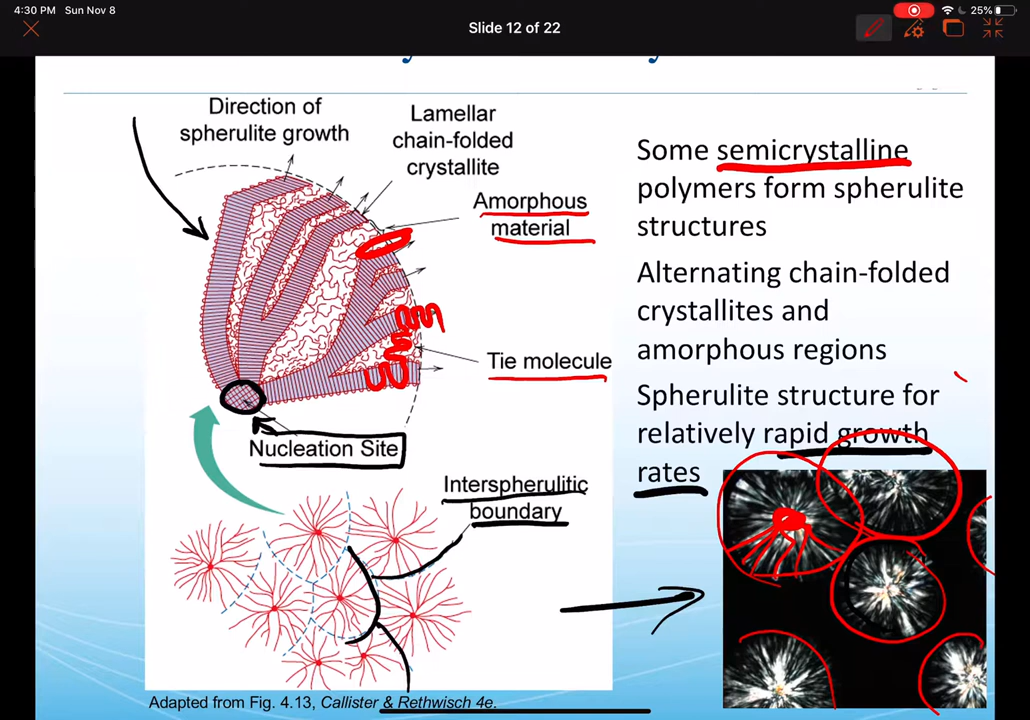 4:30 PM Sun Nov 8
25%
Slide 12 of 22
Direction of
spherulite growth
Lamellar
chain-folded
crystallite
Amorphous
material
Tie molecule
Nucleation Site
Interspherulitic
boundary
Adapted from Fig. 4.13, Callister & Rethwisch 4e.
Some semicrystalline
polymers form spherulite
structures
Alternating chain-folded
crystallites and
amorphous regions
Spherulite structure for
relatively rapid growth
rates